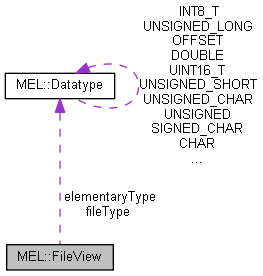 INT8_T
UNSIGNED_LONG
OFFSET
DOUBLE
UINT16_T
UNSIGNED_SHORT
UNSIGNED_CHAR
UNSIGNED
SIGNED_CHAR
CHAR
...
MEL::Datatype
elementaryType
fileType
MEL::FileView